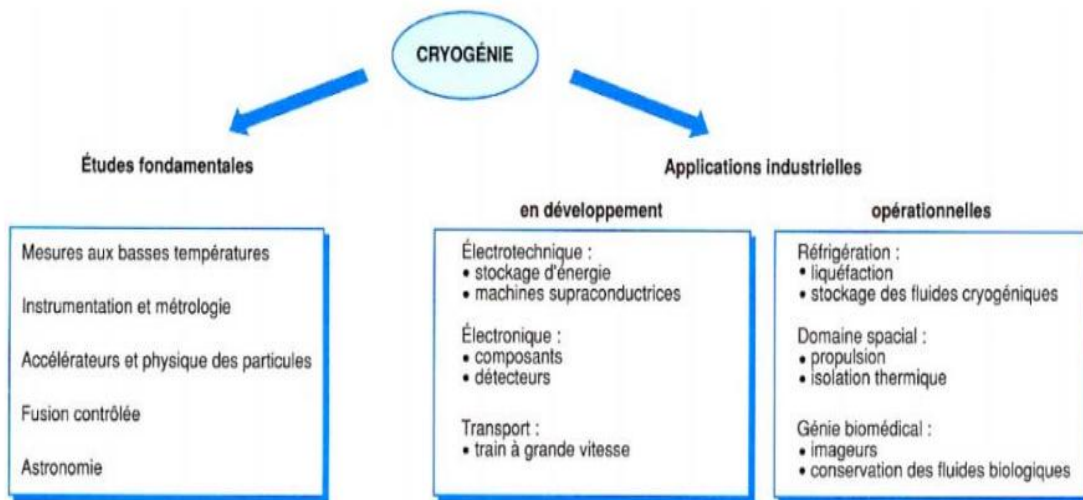 CRYOGÉNIE
Études fondamentales
Mesures aux basses températures
Instrumentation et métrologie
Accélérateurs et physique des particules
Fusion contrôlée
Astronomie
Applications industrielles
en développement
Électrotechnique :
• stockage d'énergie
• machines supraconductrices
Électronique :
• composants
• détecteurs
Transport :
• train à grande vitesse
opérationnelles
Réfrigération :
• liquéfaction
• stockage des fluides cryogéniques
Domaine spacial :
• propulsion
• isolation thermique
Génie biomédical :
• imageurs
• conservation des fluides biologiques